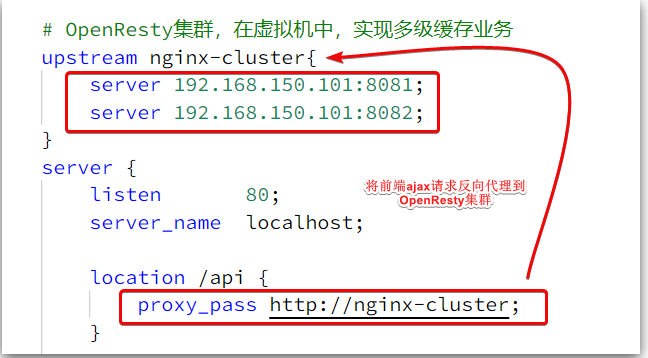 # OpenResty集群，在虚拟机中，实现多级缓存业务
upstream nginx-cluster{
server 192.168.150.101:8081;
server 192.168.150.101:8082;
}
server {
listen 80;
server_name localhost;
将前端ajax请求反向代理到
OpenResty集群
location /api {
proxy_pass http://nginx-cluster;
}